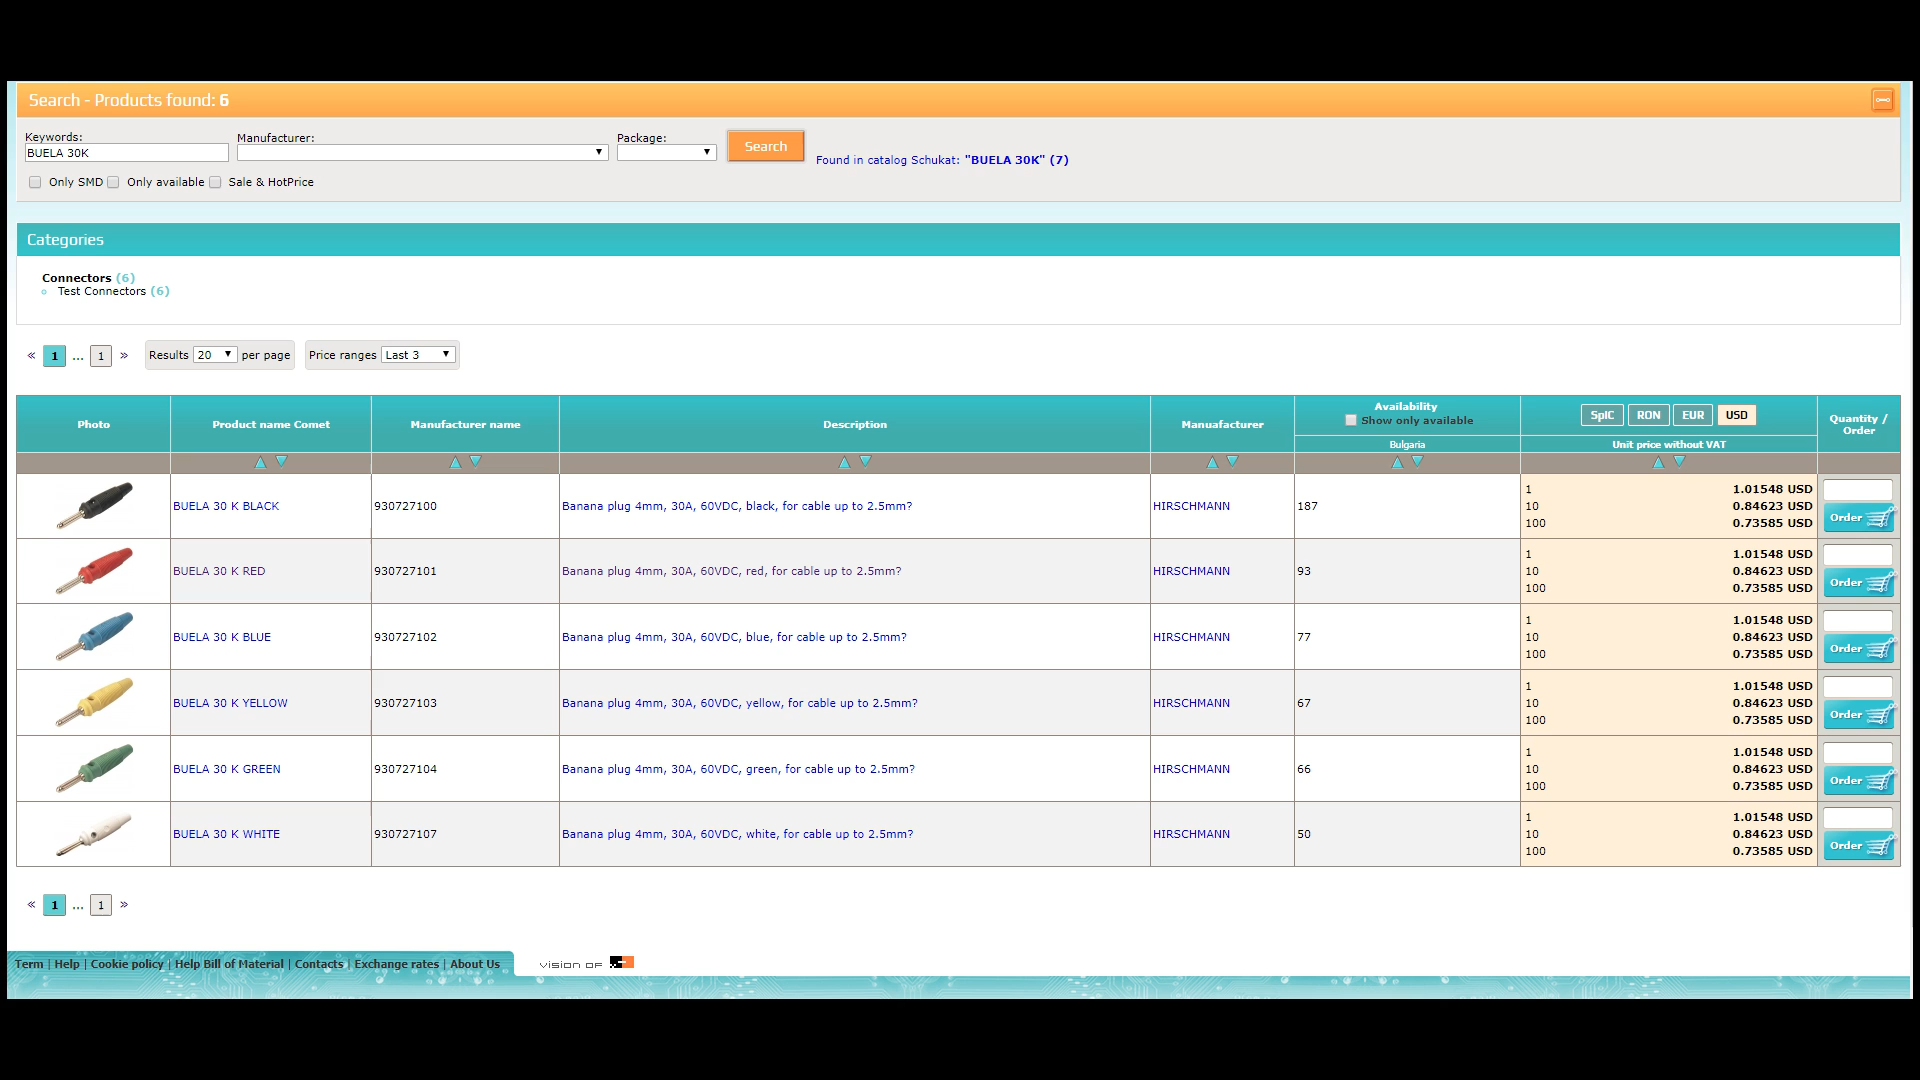 Search - Products found: 6
Keywords:
Manufacturer:
Package:
BUELA 30K
Search
Found in catalog Schukat: "BUELA 30K" (7)
Only SMD
Only available
Sale & HotPrice
Categories
Connectors (6)
Test Connectors (6)
« 1 ... 1 »
Results 20 per page
Price ranges Last 3
Photo
Product name Comet
Manufacturer name
Description
Manuafacturer
Availability
Show only available
Bulgaria
SplC RON EUR USD
Unit price without VAT
Quantity /
Order
BUELA 30 K BLACK 930727100 Banana plug 4mm, 30A, 60VDC, black, for cable up to 2.5mm? HIRSCHMANN 187
1 1.01548 USD
10 0.84623 USD
100 0.73585 USD
Order
BUELA 30 K RED 930727101 Banana plug 4mm, 30A, 60VDC, red, for cable up to 2.5mm? HIRSCHMANN 93
1 1.01548 USD
10 0.84623 USD
100 0.73585 USD
Order
BUELA 30 K BLUE 930727102 Banana plug 4mm, 30A, 60VDC, blue, for cable up to 2.5mm? HIRSCHMANN 77
1 1.01548 USD
10 0.84623 USD
100 0.73585 USD
Order
BUELA 30 K YELLOW 930727103 Banana plug 4mm, 30A, 60VDC, yellow, for cable up to 2.5mm? HIRSCHMANN 67
1 1.01548 USD
10 0.84623 USD
100 0.73585 USD
Order
BUELA 30 K GREEN 930727104 Banana plug 4mm, 30A, 60VDC, green, for cable up to 2.5mm? HIRSCHMANN 66
1 1.01548 USD
10 0.84623 USD
100 0.73585 USD
Order
BUELA 30 K WHITE 930727107 Banana plug 4mm, 30A, 60VDC, white, for cable up to 2.5mm? HIRSCHMANN 50
1 1.01548 USD
10 0.84623 USD
100 0.73585 USD
Order
« 1 ... 1 »
Term | Help | Cookie policy | Help Bill of Material | Contacts | Exchange rates | About Us
vision of